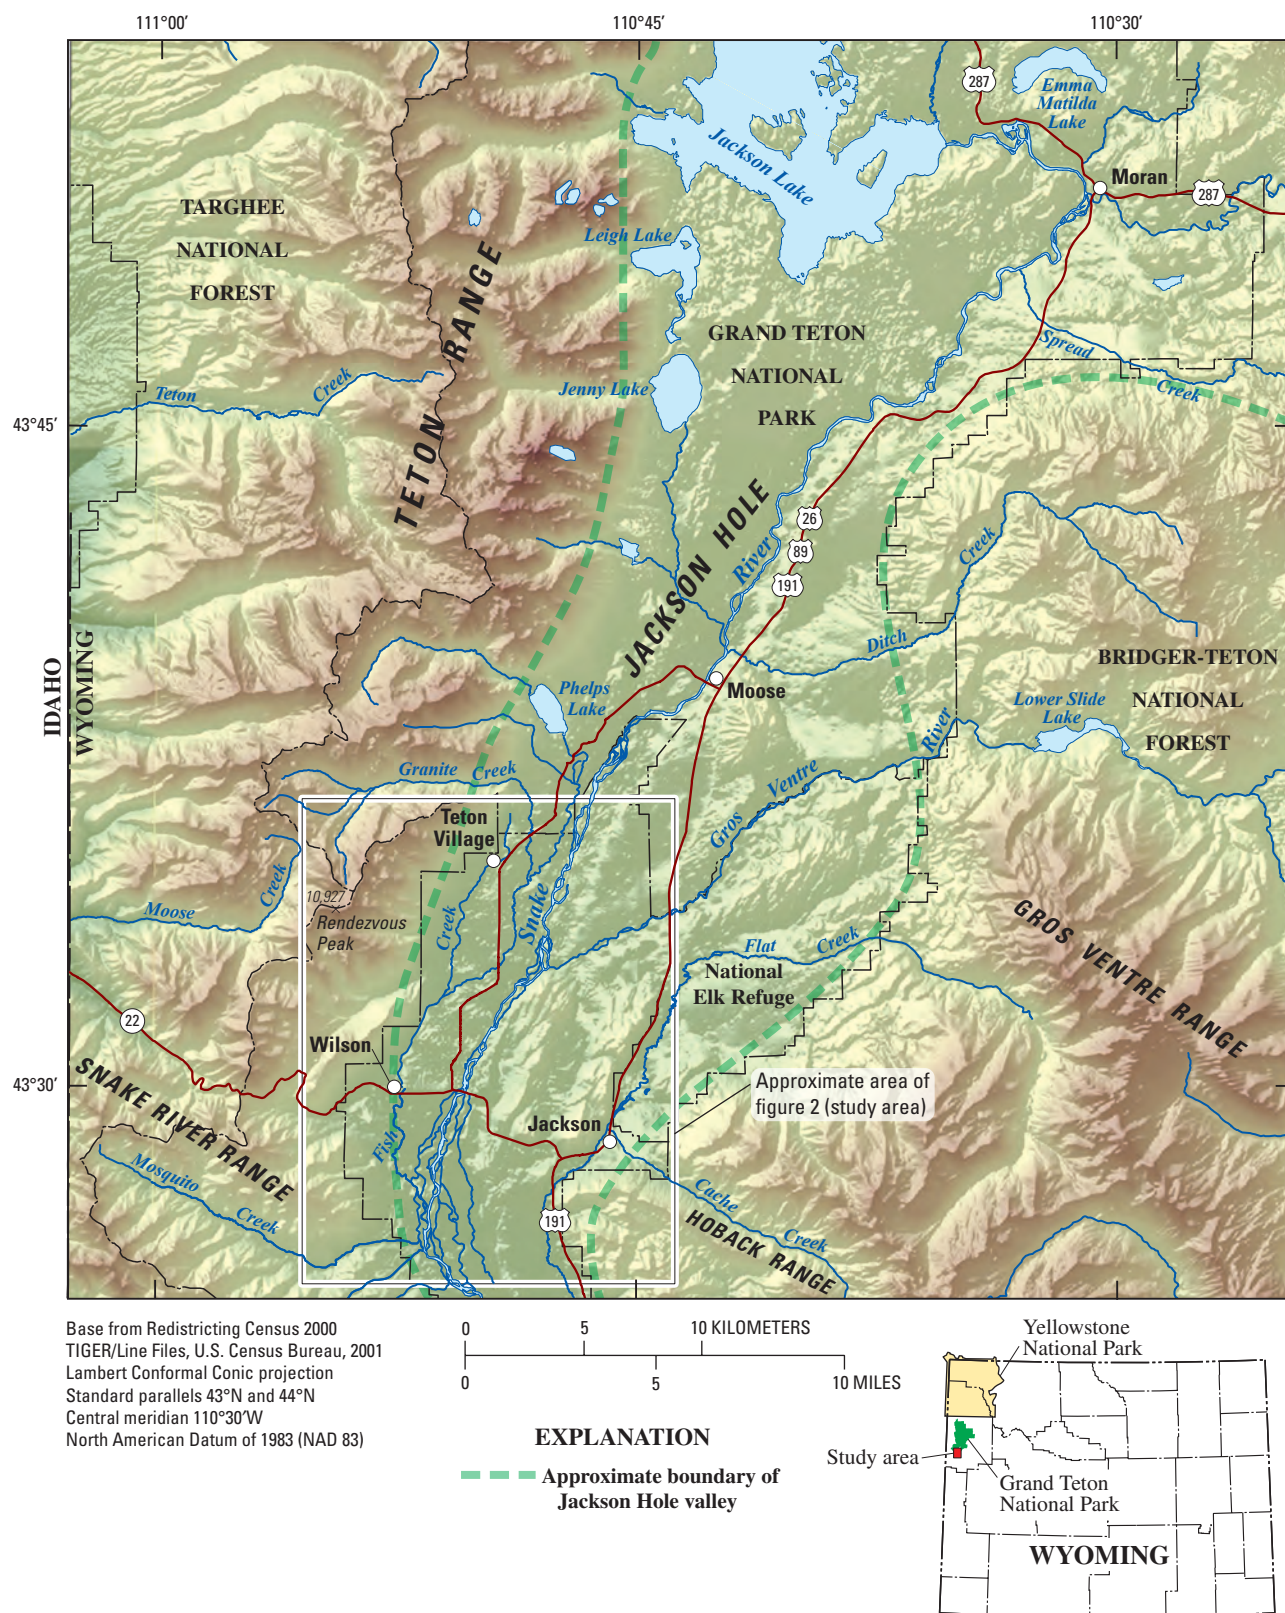 111°00′
110°45′
110°30′
287
Emma
Matilda
Lake
Jackson Lake
Moran
287
TARGHEE
NATIONAL
FOREST
Leigh Lake
TETON RANGE
GRAND TETON
NATIONAL
PARK
Spread
Creek
Jenny Lake
Teton
Creek
43°45′
JACKSON HOLE
River
26
89
191
Creek
Ditch
BRIDGER-TETON
NATIONAL
FOREST
IDAHO
WYOMING
Moose
Phelps
Lake
Lower Slide
Lake
River
Ventre
Gros
Granite Creek
Teton
Village
Creek
Moose
10,927
Rendezvous
Peak
Creek
Snake
GROS VENTRE RANGE
Flat
Creek
National
Elk Refuge
22
Wilson
43°30′
SNAKE RIVER RANGE
Approximate area of
figure 2 (study area)
Jackson
Fish
Mosquito
Creek
Cache
Creek
191
HOBACK RANGE
Base from Redistricting Census 2000
TIGER/Line Files, U.S. Census Bureau, 2001
Lambert Conformal Conic projection
Standard parallels 43°N and 44°N
Central meridian 110°30′W
North American Datum of 1983 (NAD 83)
0 5 10 KILOMETERS
0 5 10 MILES
EXPLANATION
Approximate boundary of
Jackson Hole valley
Yellowstone
National Park
Study area
Grand Teton
National Park
WYOMING